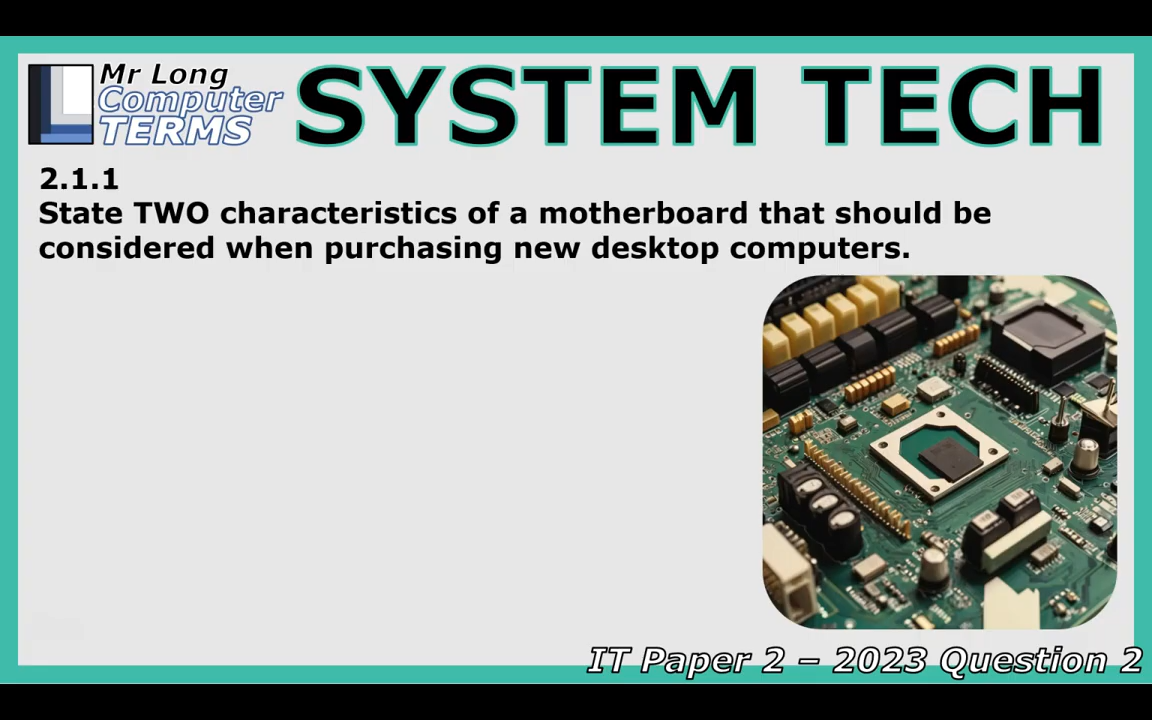 Mr Long
Computer
TERMS
SYSTEM TECH
2.1.1
State TWO characteristics of a motherboard that should be
considered when purchasing new desktop computers.
IT Paper 2 – 2023 Question 2